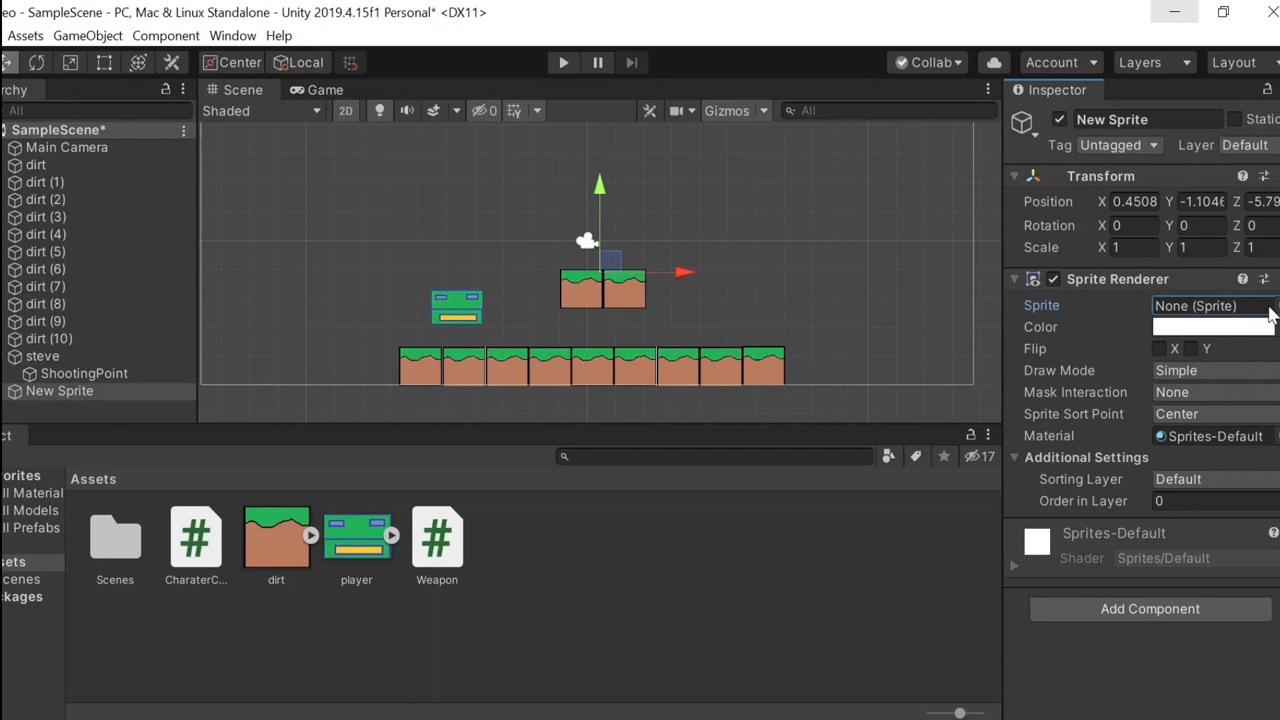 eo - SampleScene - PC, Mac & Linux Standalone - Unity 2019.4.15f1 Personal* <DX11>
Assets GameObject Component Window Help
Center Local Collab Account Layers Layout
rchy Scene Game Inspector
All Shaded 2D 0 Gizmos All
New Sprite Static
Tag Untagged Layer Default
SampleScene*
Main Camera
dirt
dirt (1)
dirt (2)
dirt (3)
dirt (4)
dirt (5)
dirt (6)
dirt (7)
dirt (8)
dirt (9)
dirt (10)
steve
ShootingPoint
New Sprite
Transform
Position X 0.4508 Y -1.1046 Z -5.79
Rotation X 0 Y 0 Z 0
Scale X 1 Y 1 Z 1
Sprite Renderer
Sprite None (Sprite)
Color
Flip X Y
Draw Mode Simple
Mask Interaction None
Sprite Sort Point Center
Material Sprites-Default
Additional Settings
Sorting Layer Default
Order in Layer 0
Sprites-Default
Shader Sprites/Default
Add Component
ct
17
vorites
ll Material
ll Models
ll Prefabs
sets
cenes
ckages
Assets
# #
Scenes CharaterC... dirt player Weapon